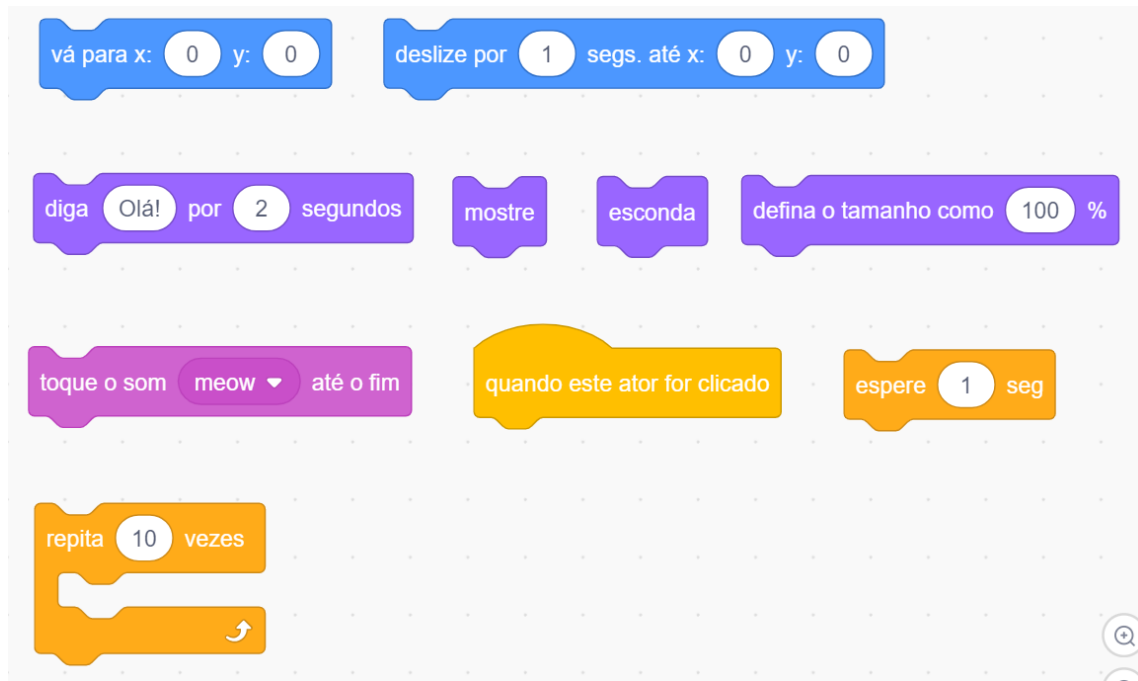 vá para x: 0 y: 0
deslize por 1 segs. até x: 0 y: 0
diga Olá! por 2 segundos
mostre
esconda
defina o tamanho como 100 %
toque o som meow até o fim
quando este ator for clicado
espere 1 seg
repita 10 vezes